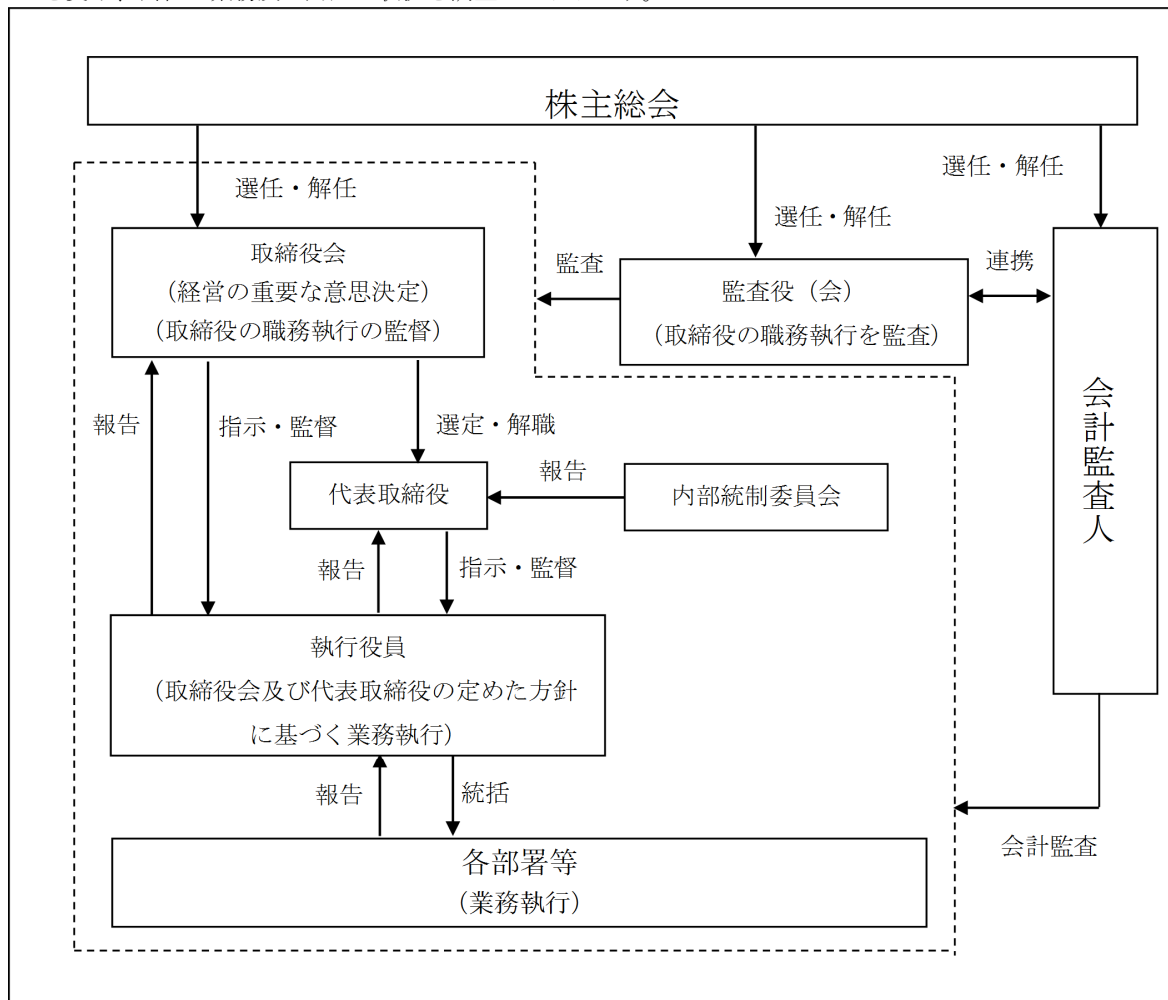 株主総会
選任・解任
選任・解任
選任・解任
取締役会
(経営の重要な意思決定)
(取締役の職務執行の監督)
監査
監査役(会)
(取締役の職務執行を監査)
連携
会計監査人
報告
指示・監督
選定・解職
代表取締役
報告
内部統制委員会
報告
指示・監督
執行役員
(取締役会及び代表取締役の定めた方針
に基づく業務執行)
報告
統括
会計監査
各部署等
(業務執行)